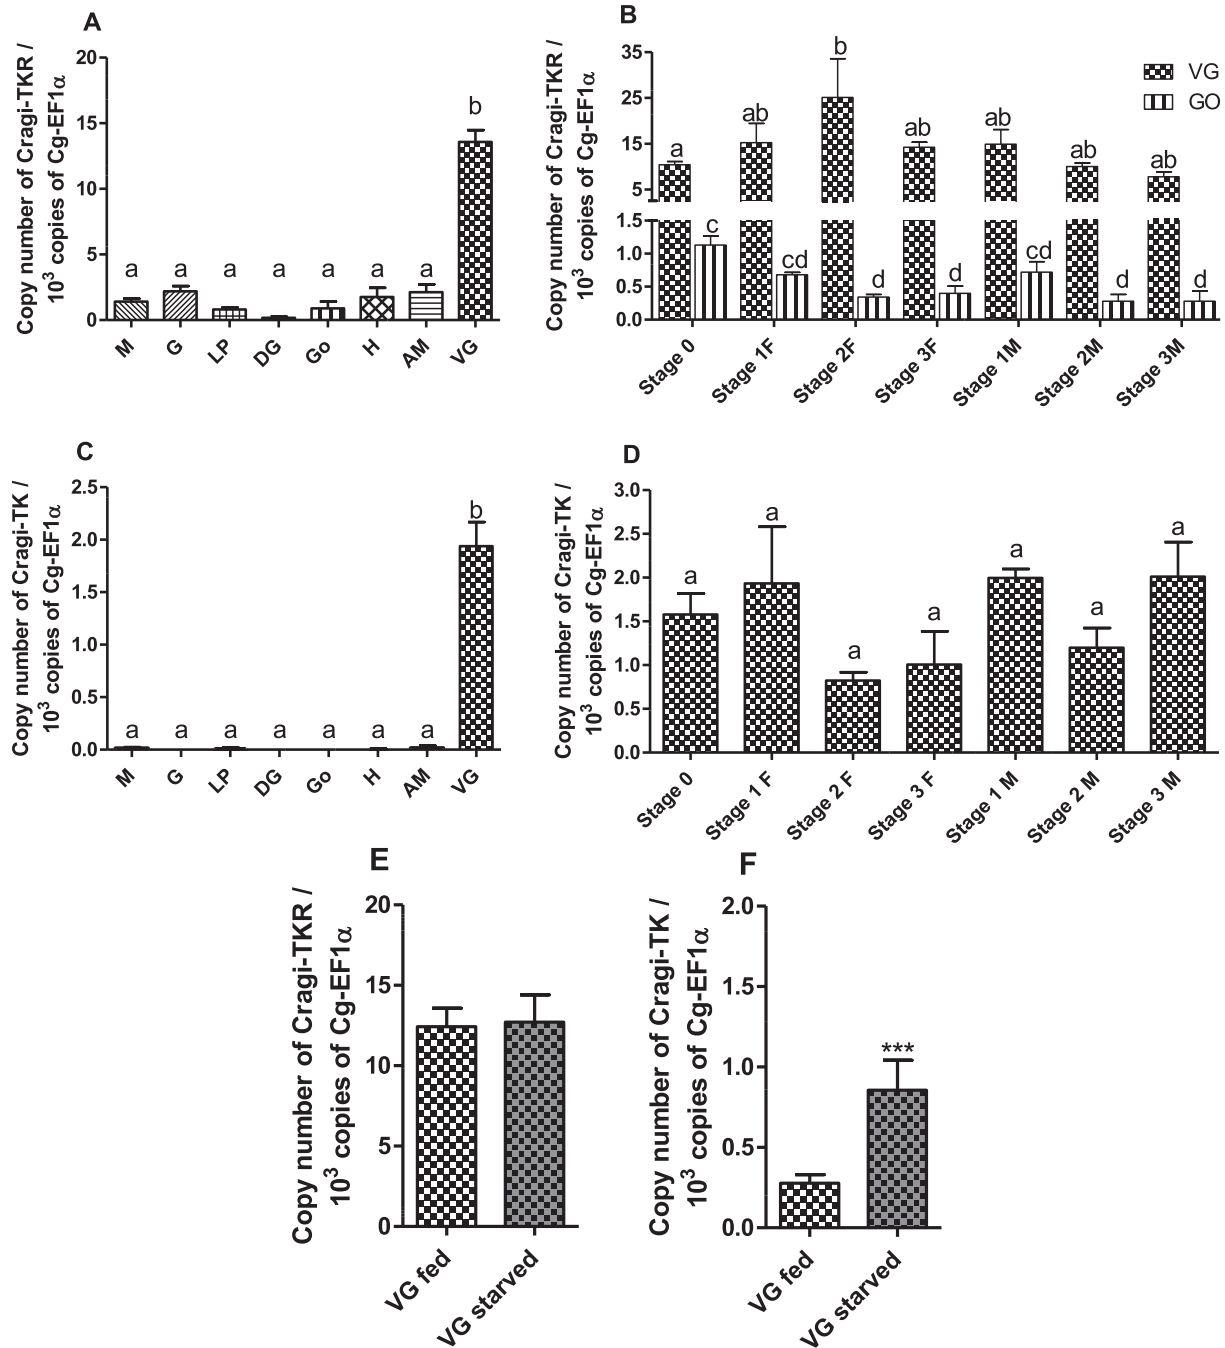 A
Copy number of Cragi-TKR /
10³ copies of Cg-EF1α
20
15
10
5
0
a
a
a
a
a
a
a
b
M
G
LP
DG
Go
H
AM
VG
B
Copy number of Cragi-TKR /
10³ copies of Cg-EF1α
35
25
15
5
1.5
1.0
0.5
0.0
a
ab
b
ab
ab
ab
ab
c
cd
d
d
cd
d
d
VG
GO
Stage 0
Stage 1F
Stage 2F
Stage 3F
Stage 1M
Stage 2M
Stage 3M
C
Copy number of Cragi-TK /
10³ copies of Cg-EF1α
2.5
2.0
1.5
1.0
0.5
0.0
a
a
a
a
a
a
a
b
M
G
LP
DG
Go
H
AM
VG
D
Copy number of Cragi-TK /
10³ copies of Cg-EF1α
3.0
2.5
2.0
1.5
1.0
0.5
0.0
a
a
a
a
a
a
a
Stage 0
Stage 1 F
Stage 2 F
Stage 3 F
Stage 1 M
Stage 2 M
Stage 3 M
E
Copy number of Cragi-TKR /
10³ copies of Cg-EF1α
20
15
10
5
0
VG fed
VG starved
F
Copy number of Cragi-TK /
10³ copies of Cg-EF1α
2.0
1.5
1.0
0.5
0.0
***
VG fed
VG starved